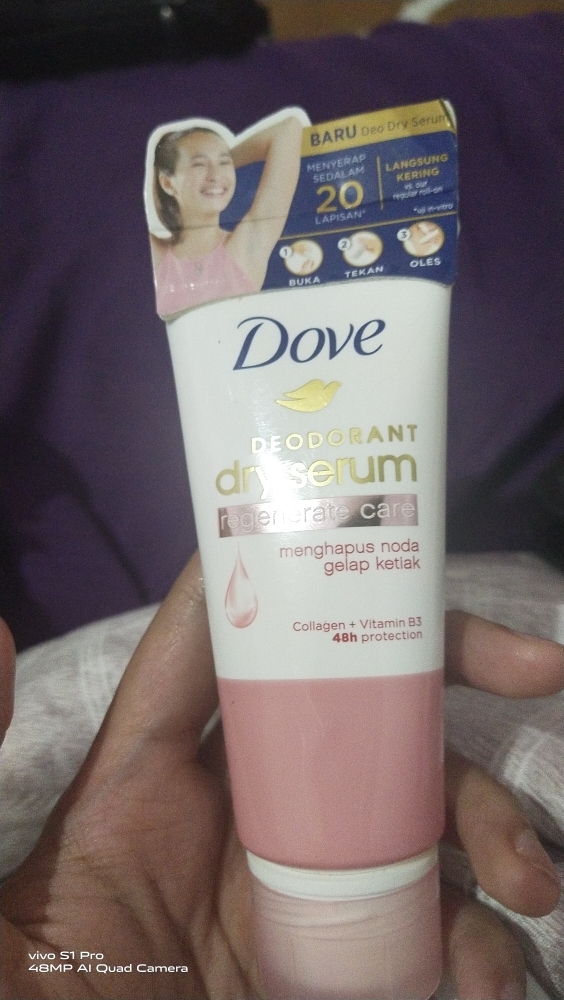 BARU Deo Dry Serum
MENYERAP
SEDALAM
20
LAPISAN*
LANGSUNG
KERING
vs. our
regular roll-on
*uji in-vitro
1
BUKA
2
TEKAN
3
OLES
Dove
DEODORANT
dry serum
regenerate care
menghapus noda
gelap ketiak
Collagen + Vitamin B3
48h protection
vivo S1 Pro
48MP AI Quad Camera